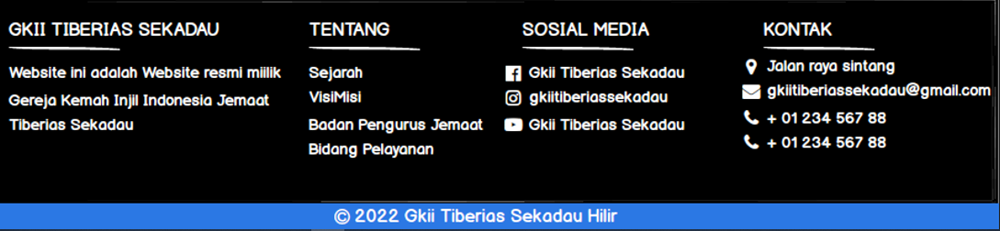 GKII TIBERIAS SEKADAU
Website ini adalah Website resmi miilik
Gereja Kemah Injil Indonesia Jemaat
Tiberias Sekadau
TENTANG
Sejarah
VisiMisi
Badan Pengurus Jemaat
Bidang Pelayanan
SOSIAL MEDIA
Gkii Tiberias Sekadau
gkiitiberiassekadau
Gkii Tiberias Sekadau
KONTAK
Jalan raya sintang
gkiitiberiassekadau@gmail.com
+ 01 234 567 88
+ 01 234 567 88
© 2022 Gkii Tiberias Sekadau Hilir